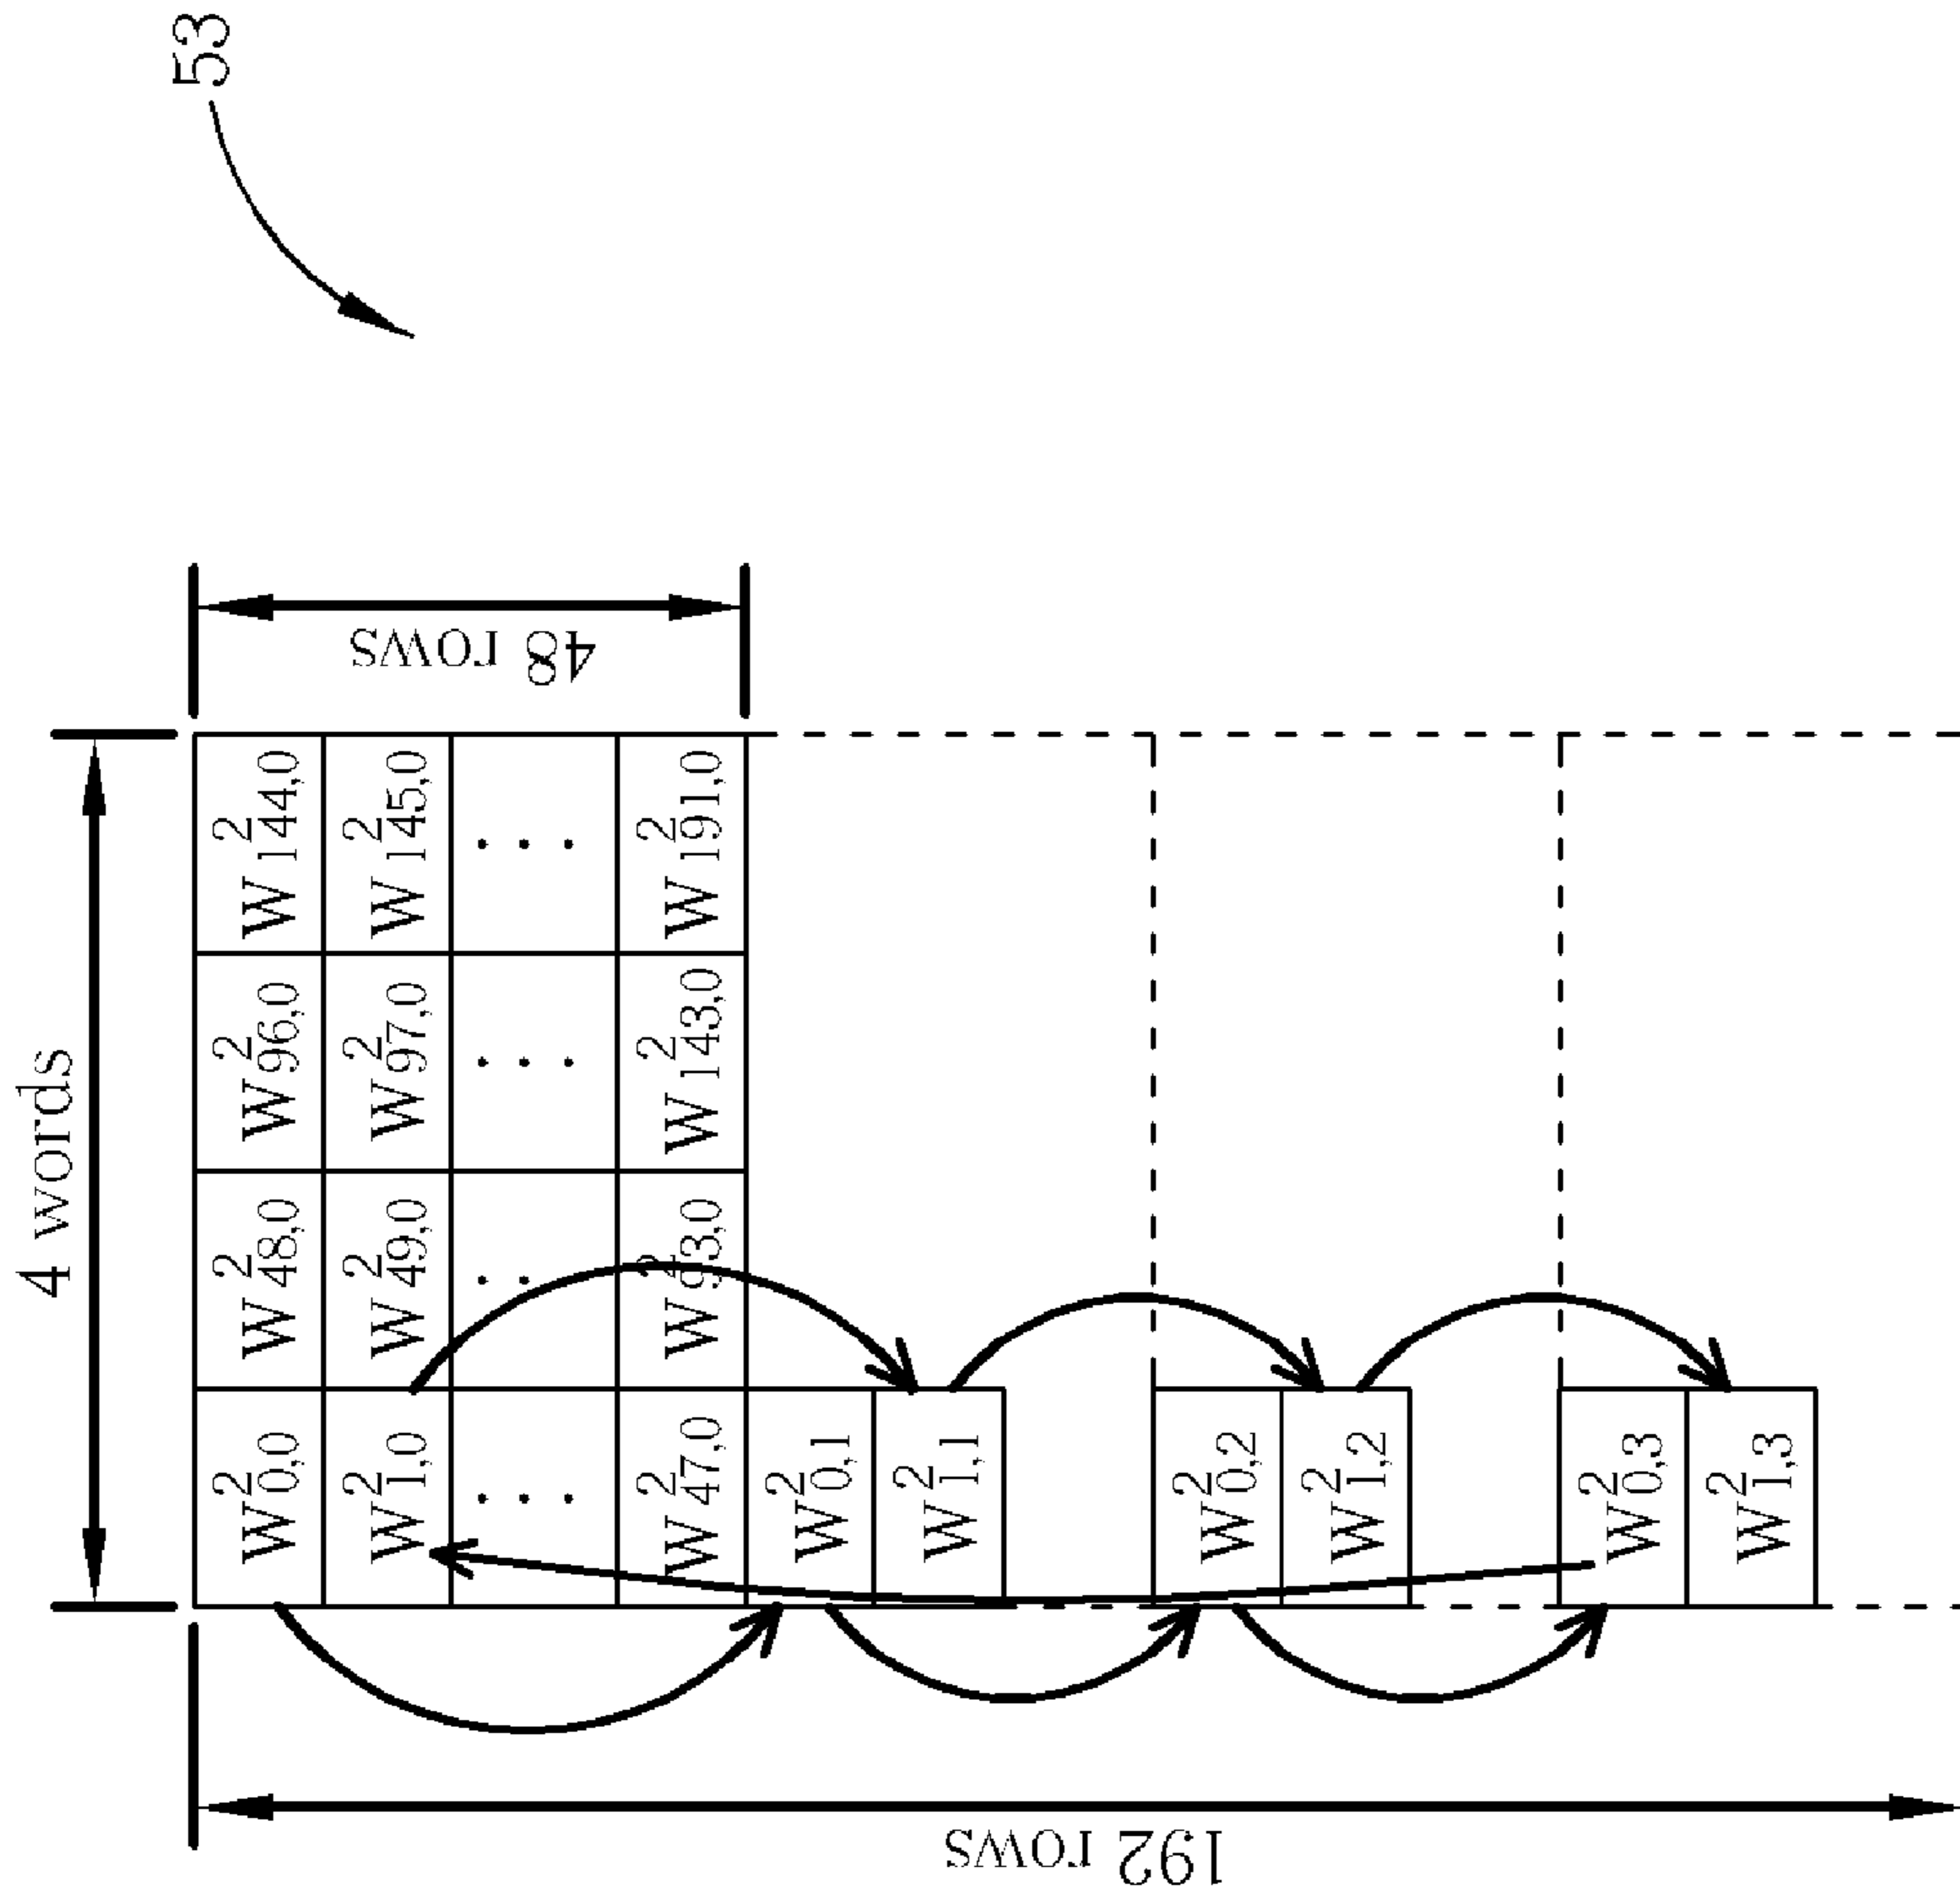 53
4 words
48 rows
W²0,0 W²48,0 W²96,0 W²144,0
W²1,0 W²49,0 W²97,0 W²145,0
... ... ... ...
W²47,0 W²93,0 W²143,0 W²191,0
W²0,1
W²1,1
W²0,2
W²1,2
W²0,3
W²1,3
192 rows